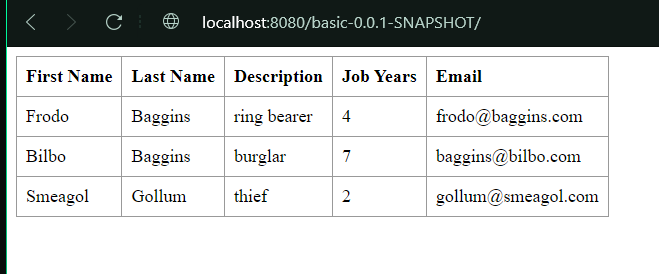 localhost:8080/basic-0.0.1-SNAPSHOT/
First Name Last Name Description Job Years Email
Frodo Baggins ring bearer 4 frodo@baggins.com
Bilbo Baggins burglar 7 baggins@bilbo.com
Smeagol Gollum thief 2 gollum@smeagol.com